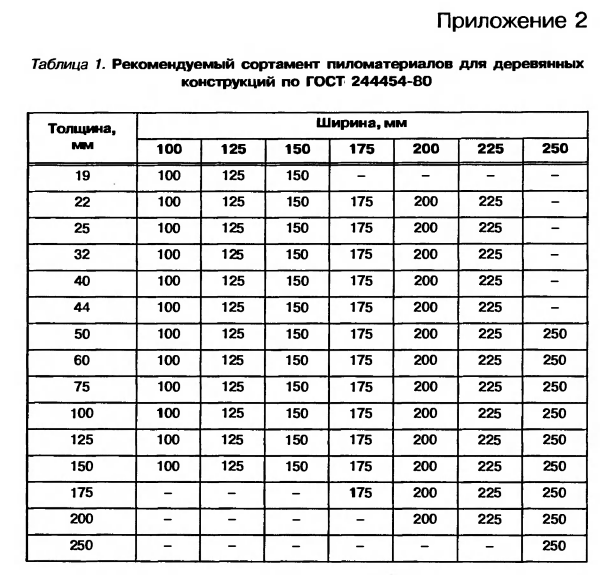 Приложение 2
Таблица 1. Рекомендуемый сортамент пиломатериалов для деревянных
конструкций по ГОСТ 244454-80
Толщина, мм Ширина, мм
100 125 150 175 200 225 250
19 100 125 150 – – – –
22 100 125 150 175 200 225 –
25 100 125 150 175 200 225 –
32 100 125 150 175 200 225 –
40 100 125 150 175 200 225 –
44 100 125 150 175 200 225 –
50 100 125 150 175 200 225 250
60 100 125 150 175 200 225 250
75 100 125 150 175 200 225 250
100 100 125 150 175 200 225 250
125 100 125 150 175 200 225 250
150 100 125 150 175 200 225 250
175 – – – 175 200 225 250
200 – – – – 200 225 250
250 – – – – – – 250